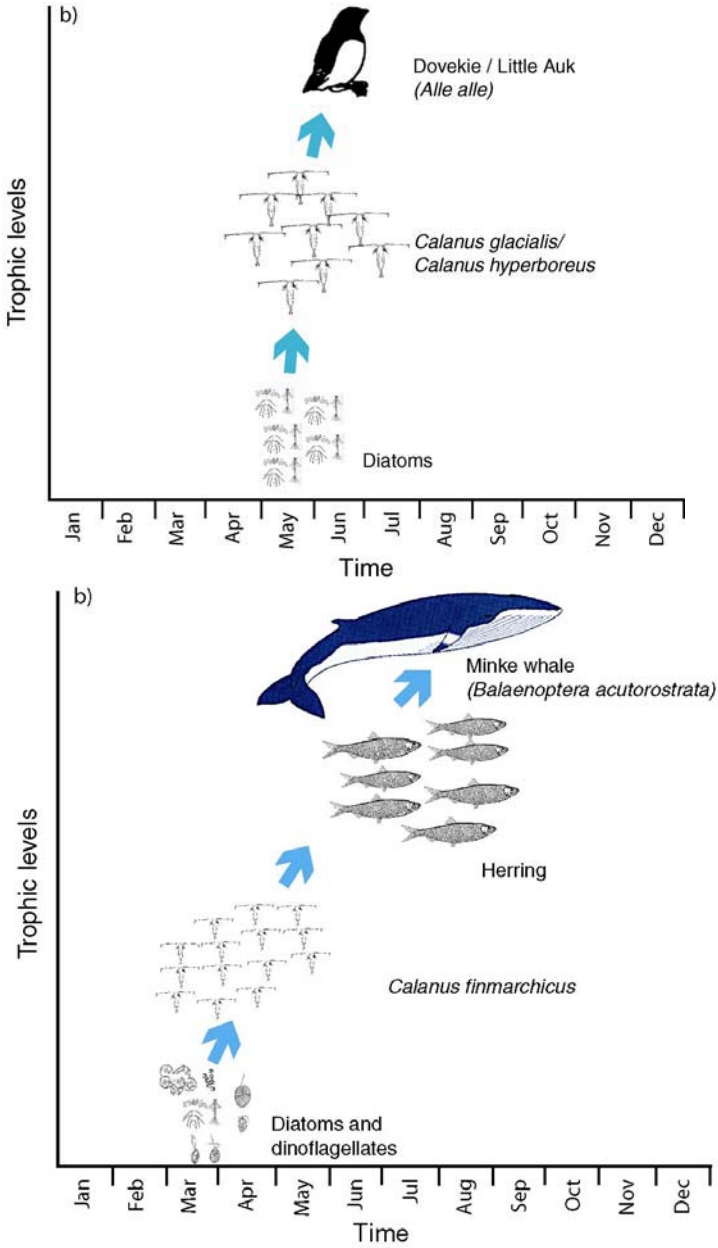 b)
Dovekie / Little Auk
(Alle alle)
Trophic levels
Calanus glacialis/
Calanus hyperboreus
Diatoms
Jan Feb Mar Apr May Jun Jul Aug Sep Oct Nov Dec
Time
b)
Minke whale
(Balaenoptera acutorostrata)
Trophic levels
Herring
Calanus finmarchicus
Diatoms and
dinoflagellates
Jan Feb Mar Apr May Jun Jul Aug Sep Oct Nov Dec
Time